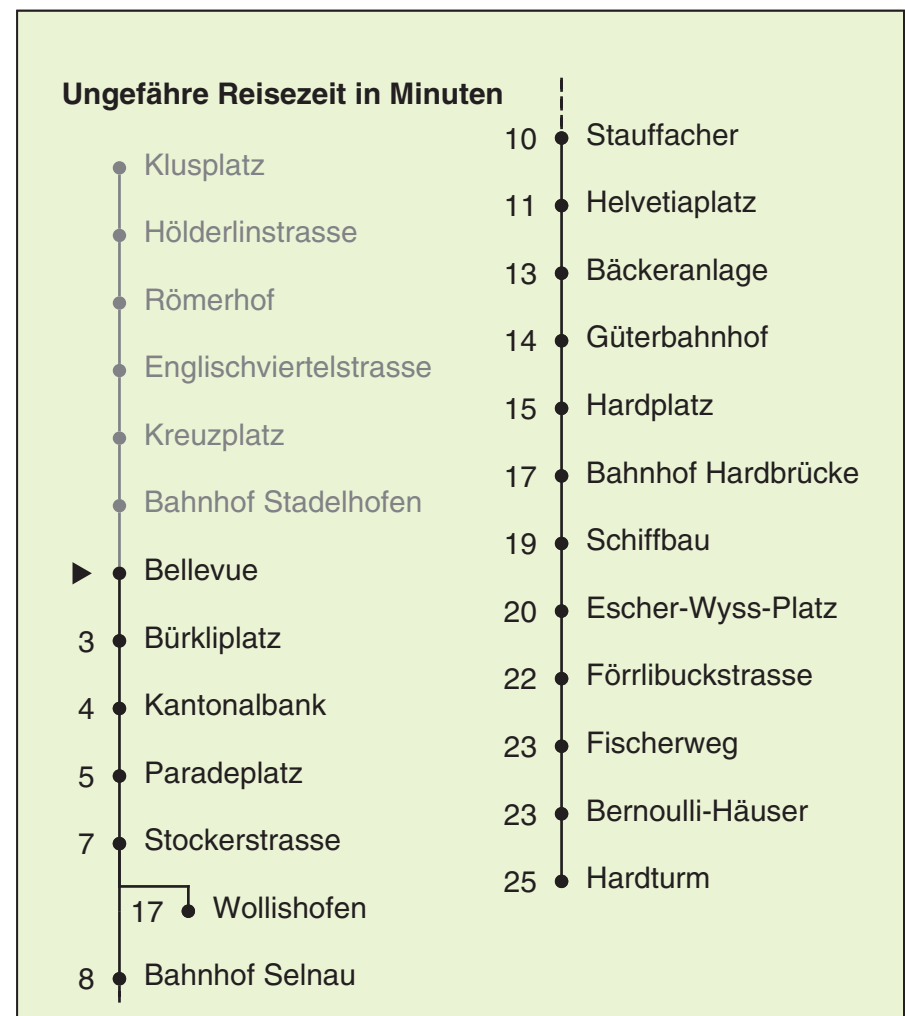 Ungefähre Reisezeit in Minuten
Klusplatz
Hölderlinstrasse
Römerhof
Englischviertelstrasse
Kreuzplatz
Bahnhof Stadelhofen
Bellevue
3 Bürkliplatz
4 Kantonalbank
5 Paradeplatz
7 Stockerstrasse
17 Wollishofen
8 Bahnhof Selnau
10 Stauffacher
11 Helvetiaplatz
13 Bäckeranlage
14 Güterbahnhof
15 Hardplatz
17 Bahnhof Hardbrücke
19 Schiffbau
20 Escher-Wyss-Platz
22 Förrlibuckstrasse
23 Fischerweg
23 Bernoulli-Häuser
25 Hardturm